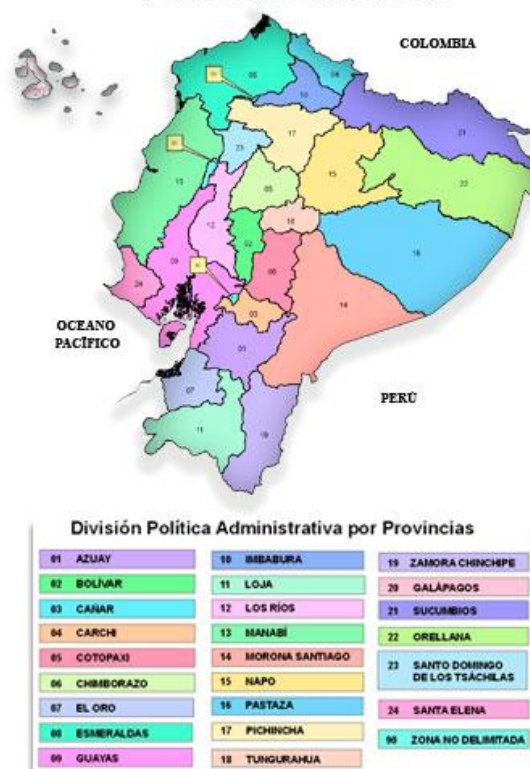 COLOMBIA
OCEANO
PACÍFICO
PERÚ
División Política Administrativa por Provincias
01 AZUAY
02 BOLÍVAR
03 CAÑAR
04 CARCHI
05 COTOPAXI
06 CHIMBORAZO
07 EL ORO
08 ESMERALDAS
09 GUAYAS
10 IMBABURA
11 LOJA
12 LOS RÍOS
13 MANABÍ
14 MORONA SANTIAGO
15 NAPO
16 PASTAZA
17 PICHINCHA
18 TUNGURAHUA
19 ZAMORA CHINCHIPE
20 GALÁPAGOS
21 SUCUMBIOS
22 ORELLANA
23 SANTO DOMINGO
DE LOS TSÁCHILAS
24 SANTA ELENA
90 ZONA NO DELIMITADA